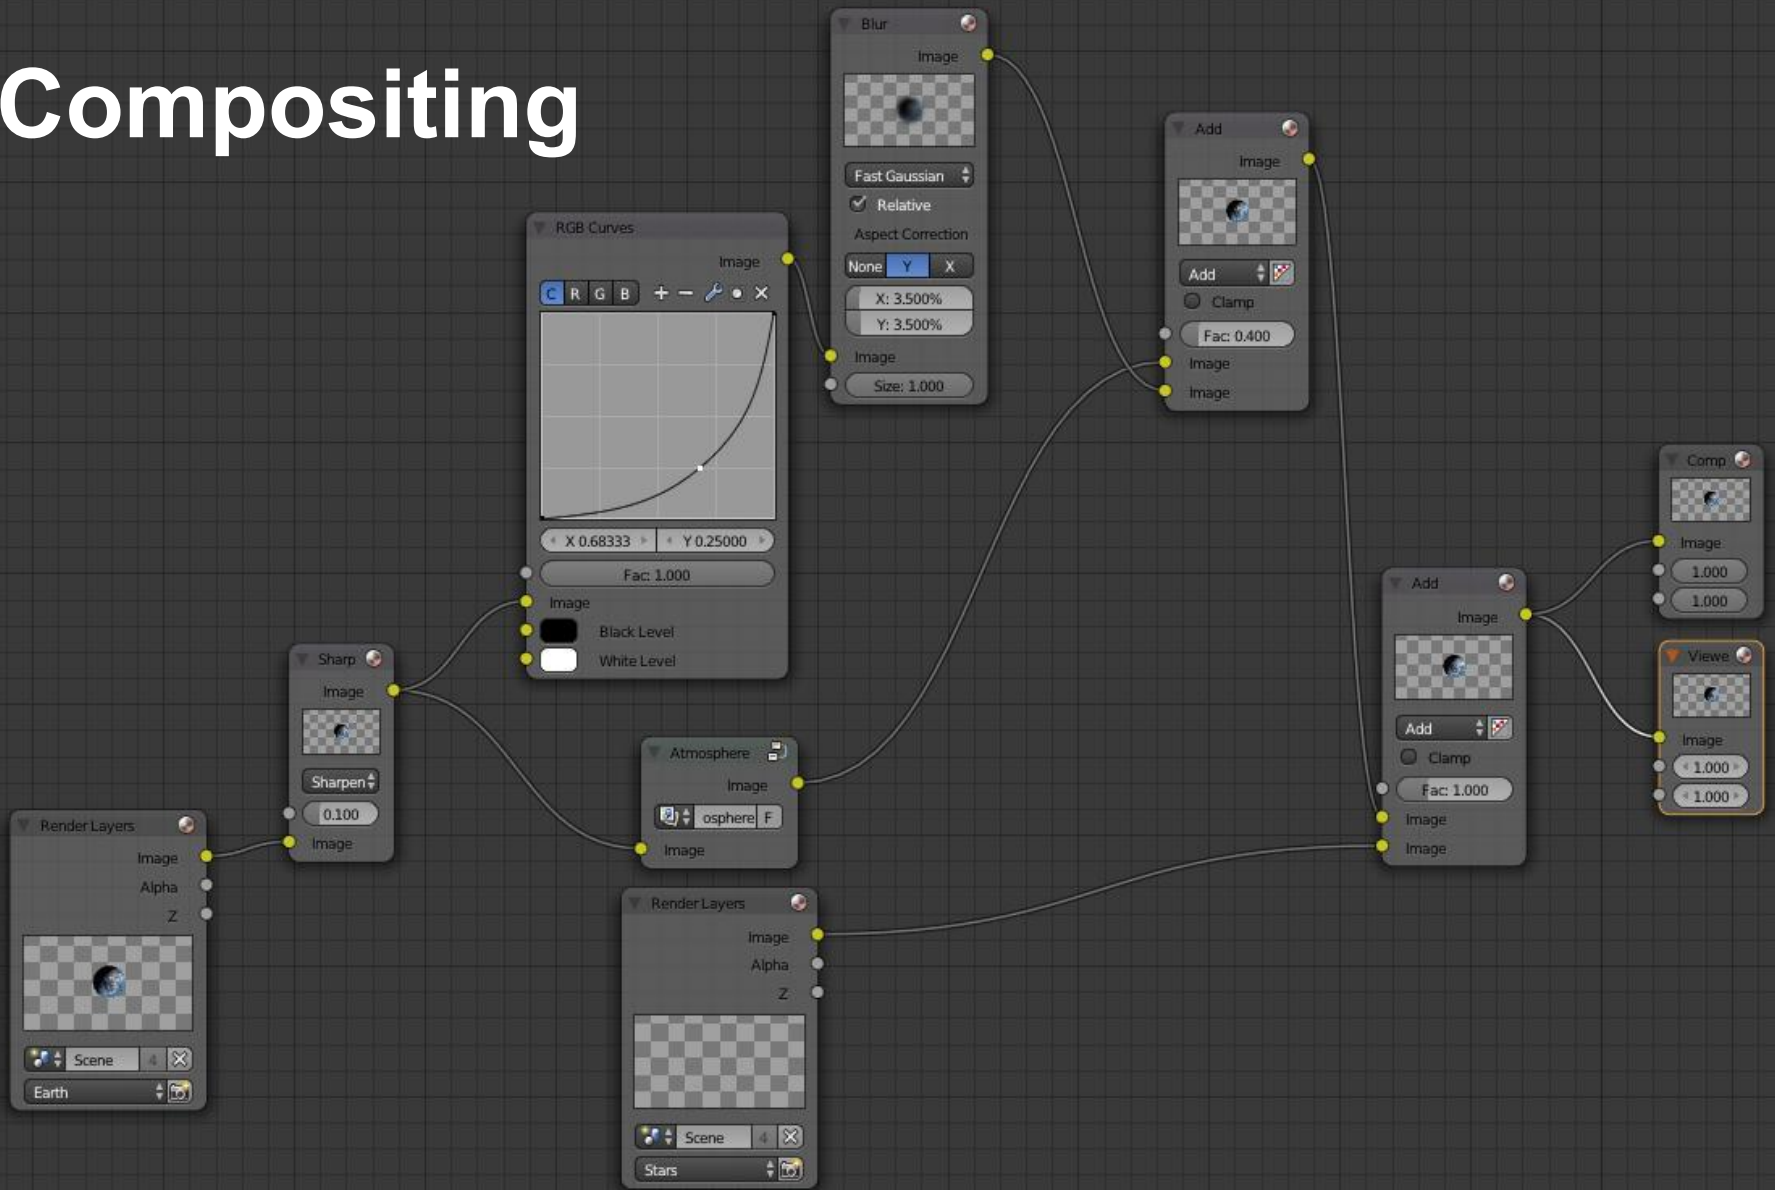 Compositing
Blur
Image
Fast Gaussian
Relative
Aspect Correction
None Y X
X: 3.500%
Y: 3.500%
Image
Size: 1.000
Add
Image
Add
Clamp
Fac: 0.400
Image
Image
RGB Curves
Image
C R G B
X 0.68333 Y 0.25000
Fac: 1.000
Image
Black Level
White Level
Comp
Image
1.000
1.000
Add
Image
Add
Clamp
Fac: 1.000
Image
Image
Viewe
Image
1.000
1.000
Sharp
Image
Sharpen
0.100
Image
Atmosphere
Image
osphere F
Image
Render Layers
Image
Alpha
Z
Scene 4
Earth
Render Layers
Image
Alpha
Z
Scene 4
Stars